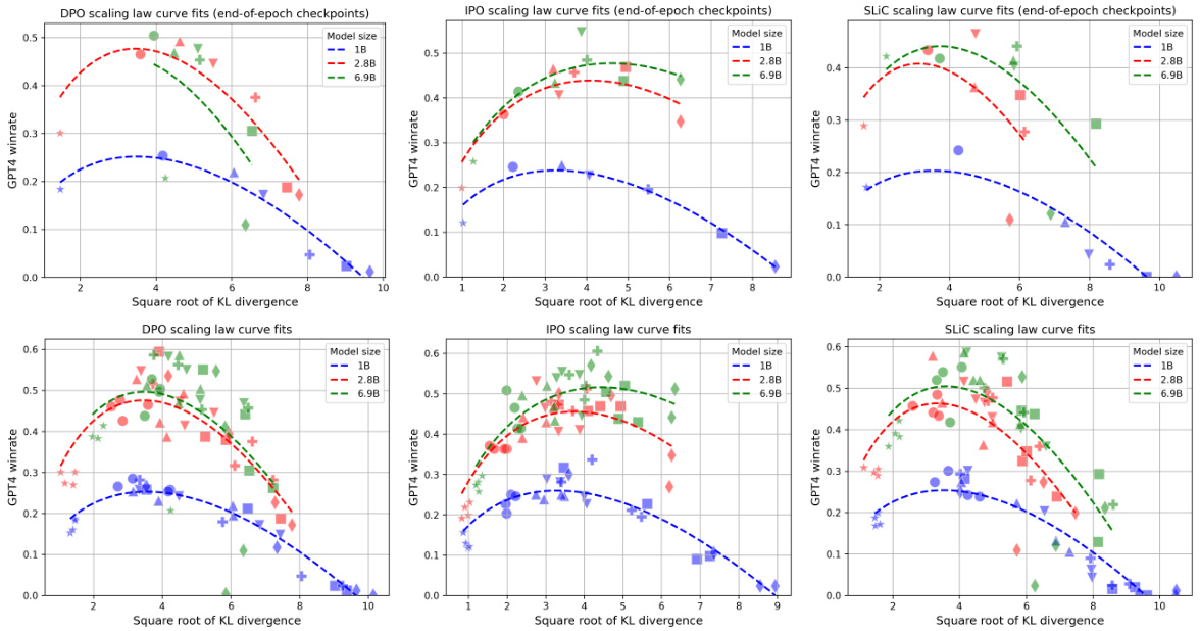 DPO scaling law curve fits (end-of-epoch checkpoints)
GPT4 winrate
0.5
0.4
0.3
0.2
0.1
0.0
Model size
1B
2.8B
6.9B
2
4
6
8
10
Square root of KL divergence
IPO scaling law curve fits (end-of-epoch checkpoints)
GPT4 winrate
0.5
0.4
0.3
0.2
0.1
0.0
Model size
1B
2.8B
6.9B
1
2
3
4
5
6
7
8
Square root of KL divergence
SLiC scaling law curve fits (end-of-epoch checkpoints)
GPT4 winrate
0.4
0.3
0.2
0.1
0.0
Model size
1B
2.8B
6.9B
2
4
6
8
10
Square root of KL divergence
DPO scaling law curve fits
GPT4 winrate
0.6
0.5
0.4
0.3
0.2
0.1
0.0
Model size
1B
2.8B
6.9B
2
4
6
8
10
Square root of KL divergence
IPO scaling law curve fits
GPT4 winrate
0.6
0.5
0.4
0.3
0.2
0.1
0.0
Model size
1B
2.8B
6.9B
1
2
3
4
5
6
7
8
9
Square root of KL divergence
SLiC scaling law curve fits
GPT4 winrate
0.6
0.5
0.4
0.3
0.2
0.1
0.0
Model size
1B
2.8B
6.9B
2
4
6
8
10
Square root of KL divergence